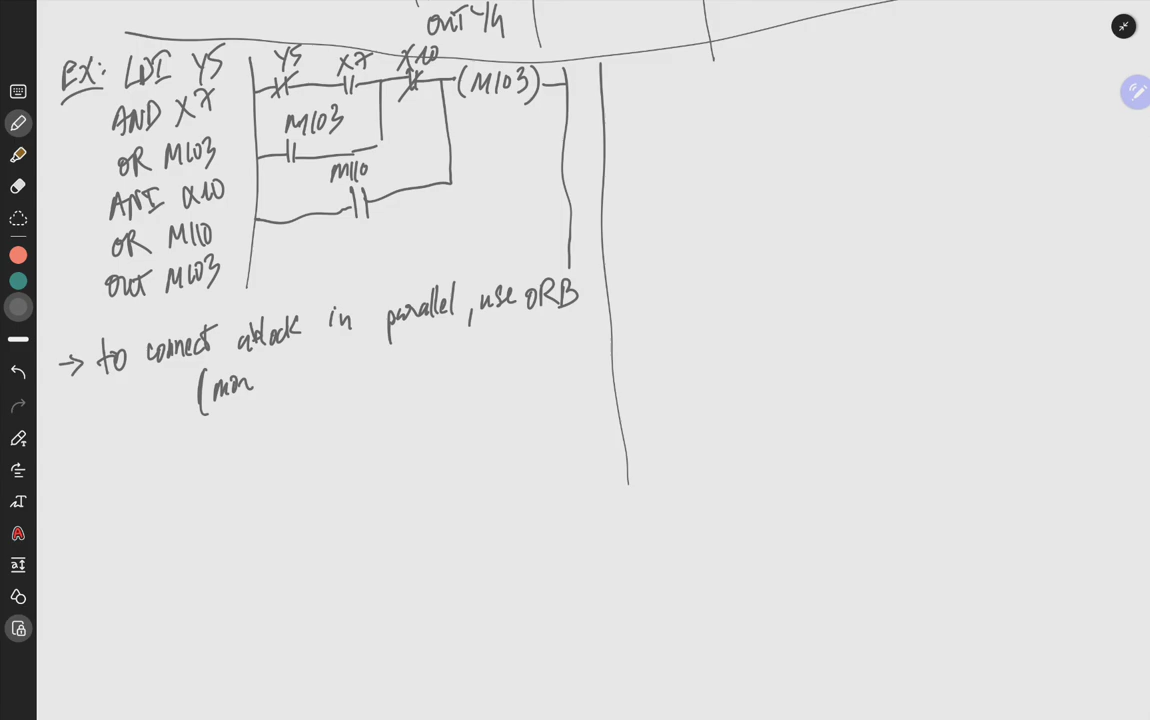 OUT Y4
EX: LDI Y5
AND X7
OR M103
ANI X10
OR M110
OUT M103
Y5 X7 X10
(M103)
M103
M110
→ to connect a block in parallel, use ORB
(mor